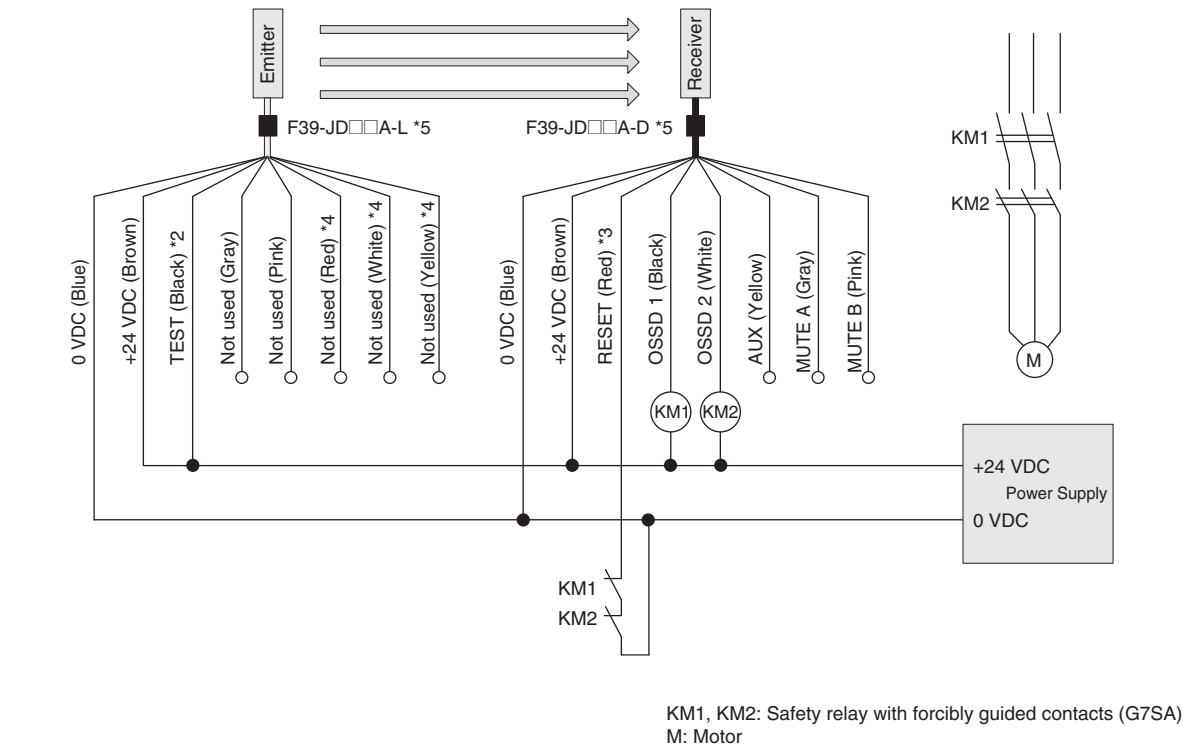 Emitter
Receiver
F39-JD□□A-L *5
F39-JD□□A-D *5
KM1
KM2
M
0 VDC (Blue)
+24 VDC (Brown)
TEST (Black) *2
Not used (Gray)
Not used (Pink)
Not used (Red) *4
Not used (White) *4
Not used (Yellow) *4
0 VDC (Blue)
+24 VDC (Brown)
RESET (Red) *3
OSSD 1 (Black)
OSSD 2 (White)
AUX (Yellow)
MUTE A (Gray)
MUTE B (Pink)
KM1
KM2
+24 VDC
Power Supply
0 VDC
KM1
KM2
KM1, KM2: Safety relay with forcibly guided contacts (G7SA)
M: Motor